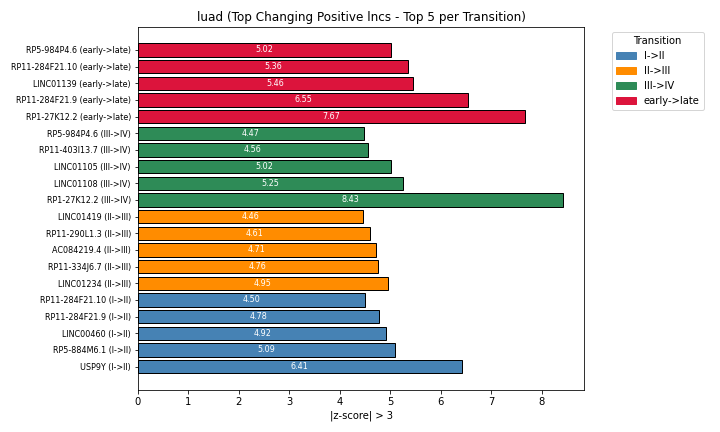 luad (Top Changing Positive lncs - Top 5 per Transition)
RP5-984P4.6 (early->late) 5.02
RP11-284F21.10 (early->late) 5.36
LINC01139 (early->late) 5.46
RP11-284F21.9 (early->late) 6.55
RP1-27K12.2 (early->late) 7.67
RP5-984P4.6 (III->IV) 4.47
RP11-403I13.7 (III->IV) 4.56
LINC01105 (III->IV) 5.02
LINC01108 (III->IV) 5.25
RP1-27K12.2 (III->IV) 8.43
LINC01419 (II->III) 4.46
RP11-290L1.3 (II->III) 4.61
AC084219.4 (II->III) 4.71
RP11-334J6.7 (II->III) 4.76
LINC01234 (II->III) 4.95
RP11-284F21.10 (I->II) 4.50
RP11-284F21.9 (I->II) 4.78
LINC00460 (I->II) 4.92
RP5-884M6.1 (I->II) 5.09
USP9Y (I->II) 6.41
0 1 2 3 4 5 6 7 8
|z-score| > 3
Transition
I->II
II->III
III->IV
early->late